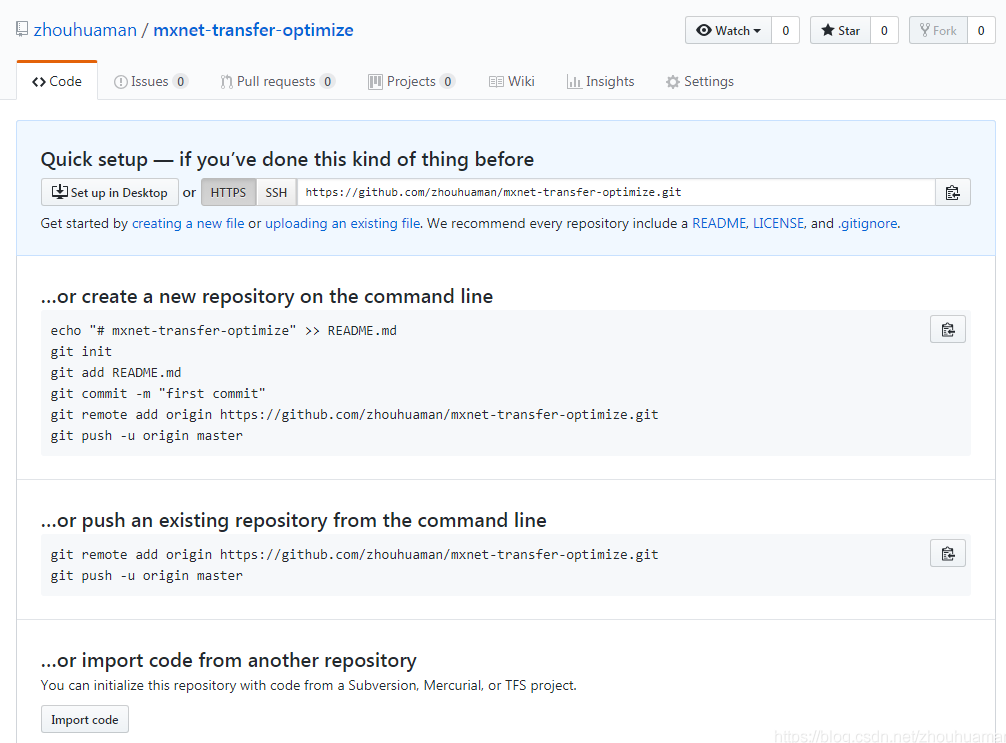 zhouhuaman / mxnet-transfer-optimize
Watch 0 Star 0 Fork 0
Code Issues 0 Pull requests 0 Projects 0 Wiki Insights Settings
Quick setup — if you've done this kind of thing before
Set up in Desktop or HTTPS SSH https://github.com/zhouhuaman/mxnet-transfer-optimize.git
Get started by creating a new file or uploading an existing file. We recommend every repository include a README, LICENSE, and .gitignore.
…or create a new repository on the command line
echo "# mxnet-transfer-optimize" >> README.md
git init
git add README.md
git commit -m "first commit"
git remote add origin https://github.com/zhouhuaman/mxnet-transfer-optimize.git
git push -u origin master
…or push an existing repository from the command line
git remote add origin https://github.com/zhouhuaman/mxnet-transfer-optimize.git
git push -u origin master
…or import code from another repository
You can initialize this repository with code from a Subversion, Mercurial, or TFS project.
Import code
https://blog.csdn.net/zhouhuaman